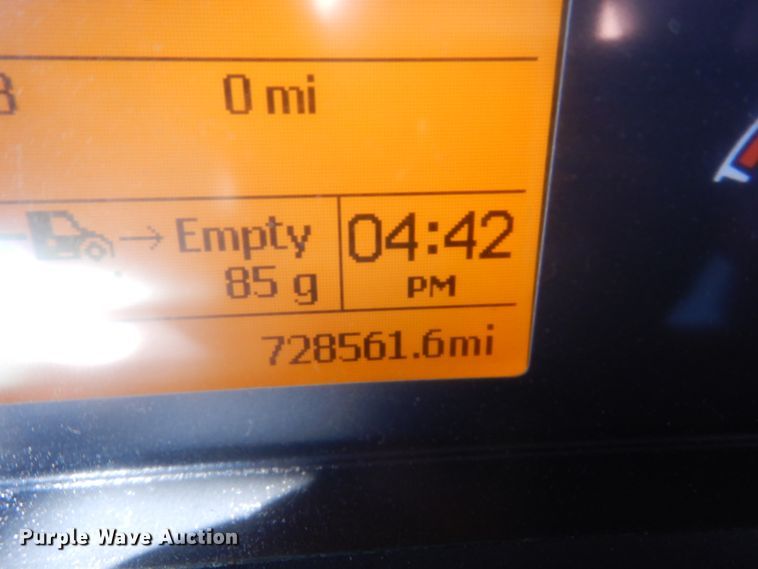 0 mi
Empty
85 g
04:42
PM
728561.6mi
Purple Wave Auction